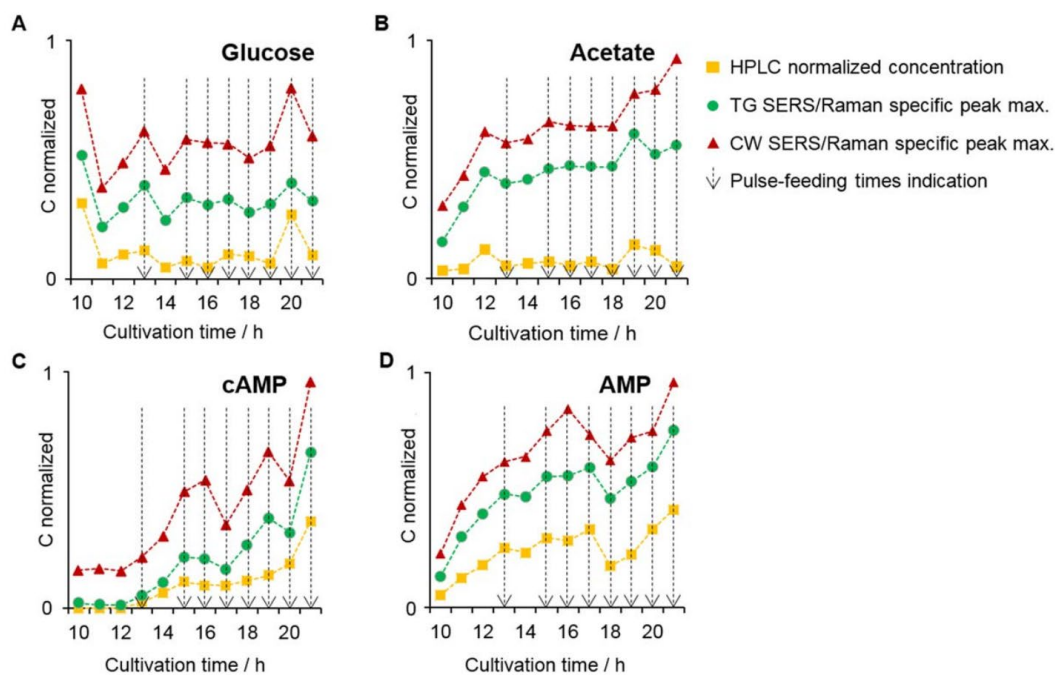 A
1
Glucose
C normalized
0
10 12 14 16 18 20
Cultivation time / h
B
1
Acetate
C normalized
0
10 12 14 16 18 20
Cultivation time / h
HPLC normalized concentration
TG SERS/Raman specific peak max.
CW SERS/Raman specific peak max.
Pulse-feeding times indication
C
1
cAMP
C normalized
0
10 12 14 16 18 20
Cultivation time / h
D
1
AMP
C normalized
0
10 12 14 16 18 20
Cultivation time / h